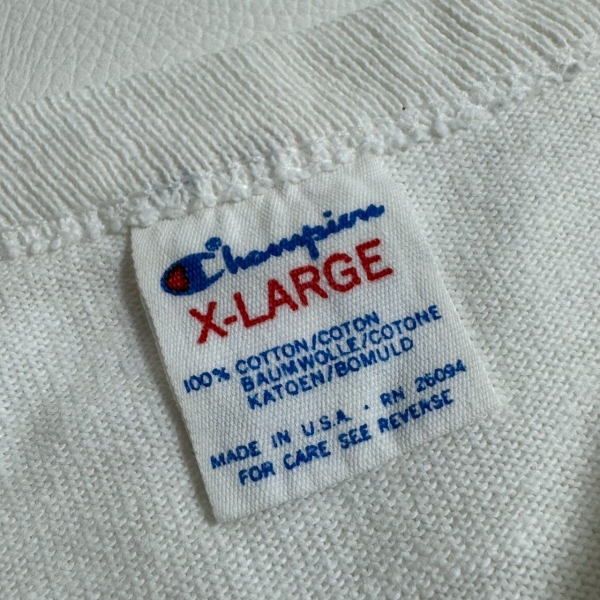 Champion
X-LARGE
100% COTTON/COTON
BAUMWOLLE/COTONE
KATOEN/BOMULD
MADE IN U.S.A. · RN 26094
FOR CARE SEE REVERSE